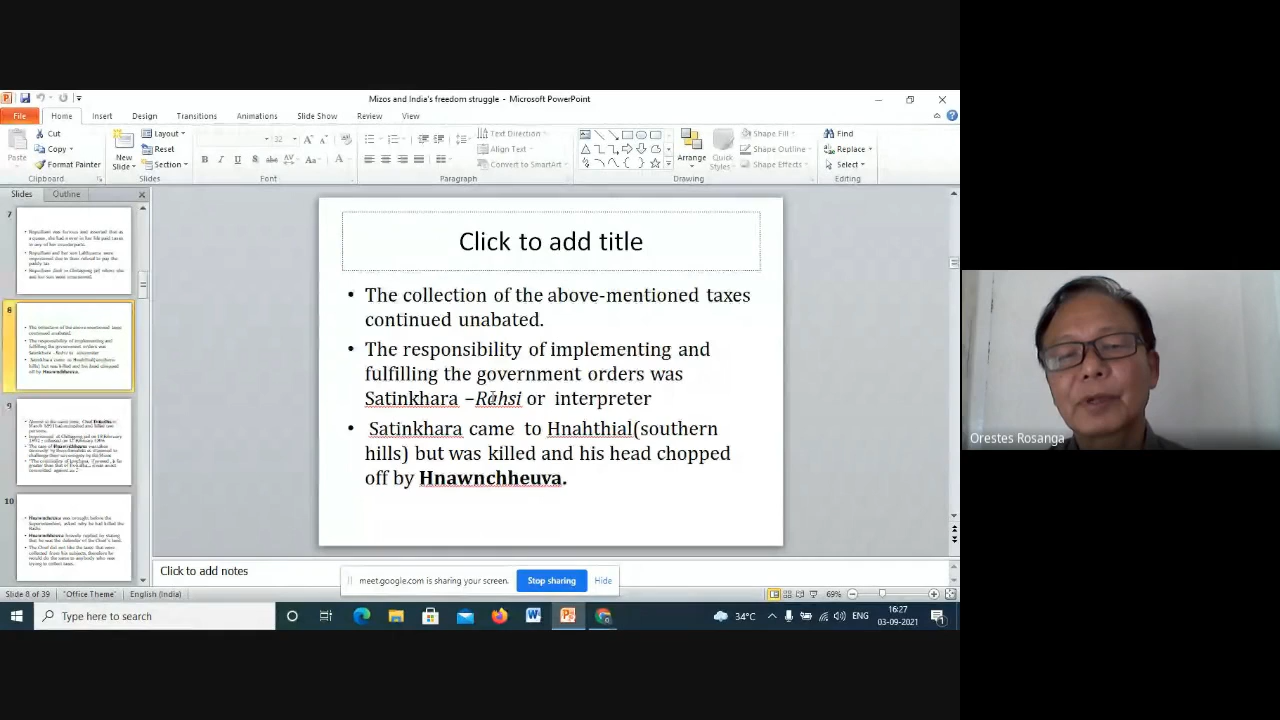 Mizos and India's freedom struggle - Microsoft PowerPoint
File Home Insert Design Transitions Animations Slide Show Review View
Cut
Copy
Format Painter
Paste
Clipboard
New Slide
Layout
Reset
Section
Slides
32
Font
Text Direction
Align Text
Convert to SmartArt
Paragraph
Arrange
Quick Styles
Shape Fill
Shape Outline
Shape Effects
Drawing
Find
Replace
Select
Editing
Slides Outline
7
8
9
10
Click to add title
• The collection of the above-mentioned taxes
continued unabated.
• The responsibility of implementing and
fulfilling the government orders was
Satinkhara –Rahsi or interpreter
• Satinkhara came to Hnahthial(southern
hills) but was killed and his head chopped
off by Hnawnchheuva.
Click to add notes
meet.google.com is sharing your screen. Stop sharing Hide
Slide 8 of 39 "Office Theme" English (India) 69%
Type here to search
34°C ENG 16:27
03-09-2021
Orestes Rosanga